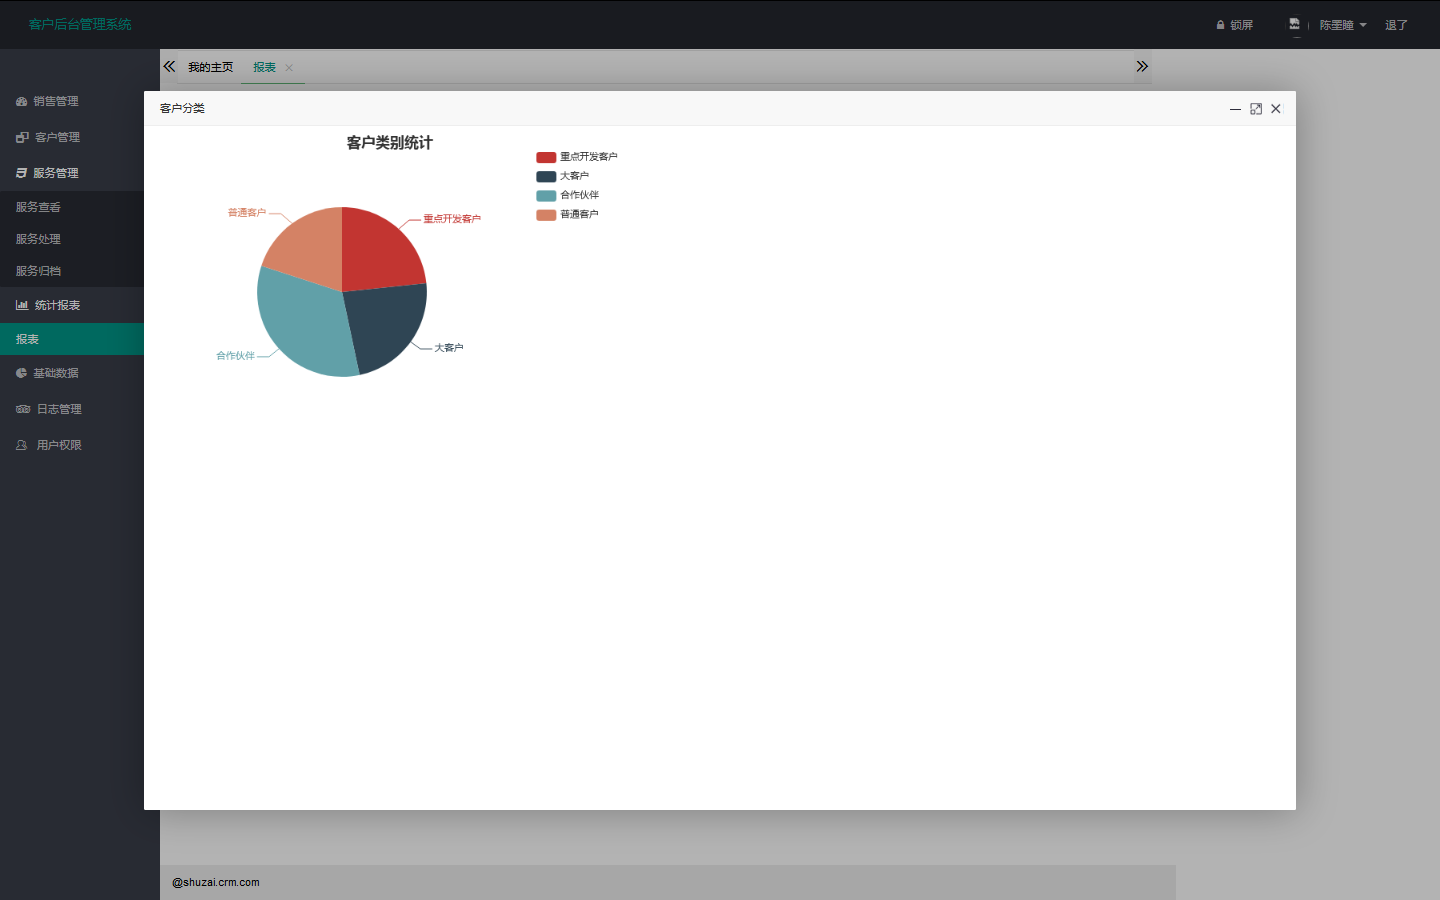 客户后台管理系统
锁屏
陈墨瞳
退了
我的主页
报表
销售管理
客户管理
服务管理
服务查看
服务处理
服务归档
统计报表
报表
基础数据
日志管理
用户权限
客户分类
客户类别统计
重点开发客户
大客户
合作伙伴
普通客户
普通客户
重点开发客户
合作伙伴
大客户
@shuzai.crm.com